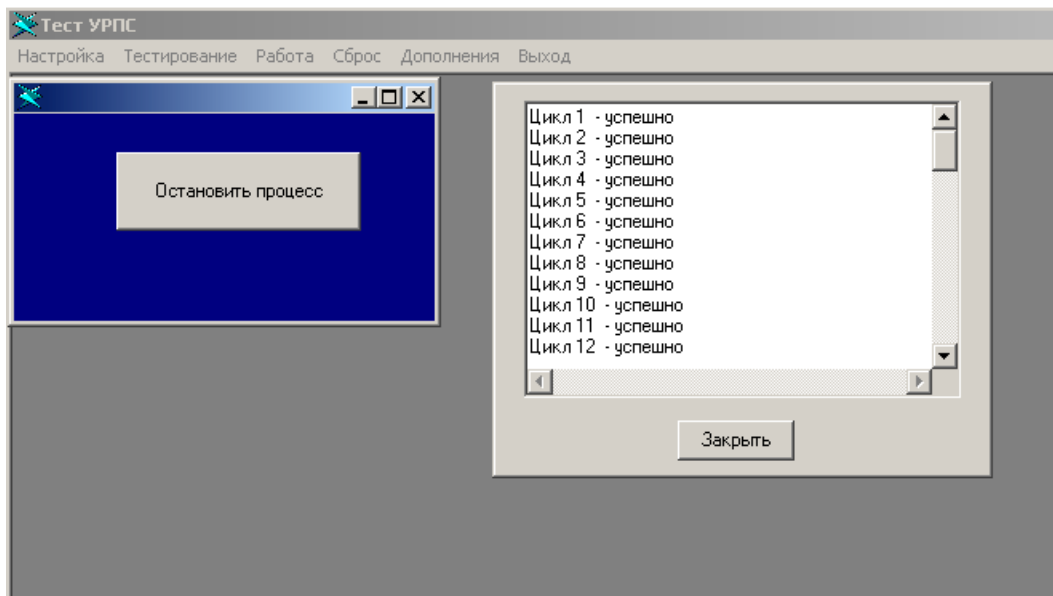 Тест УРПС
Настройка Тестирование Работа Сброс Дополнения Выход
Остановить процесс
Цикл 1 - успешно
Цикл 2 - успешно
Цикл 3 - успешно
Цикл 4 - успешно
Цикл 5 - успешно
Цикл 6 - успешно
Цикл 7 - успешно
Цикл 8 - успешно
Цикл 9 - успешно
Цикл 10 - успешно
Цикл 11 - успешно
Цикл 12 - успешно
Закрыть